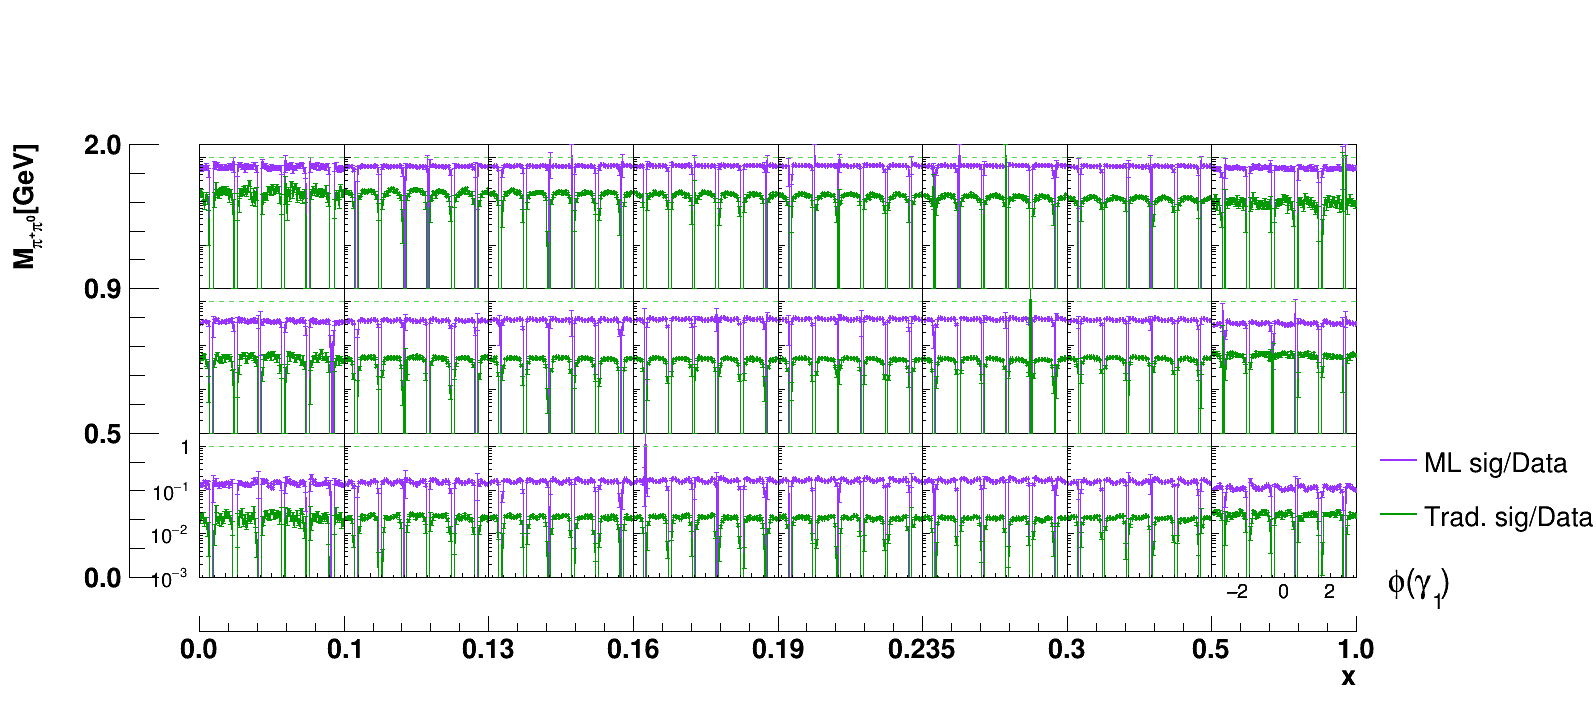 M π⁺π⁰ [GeV]
2.0
0.9
0.5
0.0
1
10⁻¹
10⁻²
10⁻³
ML sig/Data
Trad. sig/Data
−2 0 2
ϕ(γ₁)
0.0 0.1 0.13 0.16 0.19 0.235 0.3 0.5 1.0
x